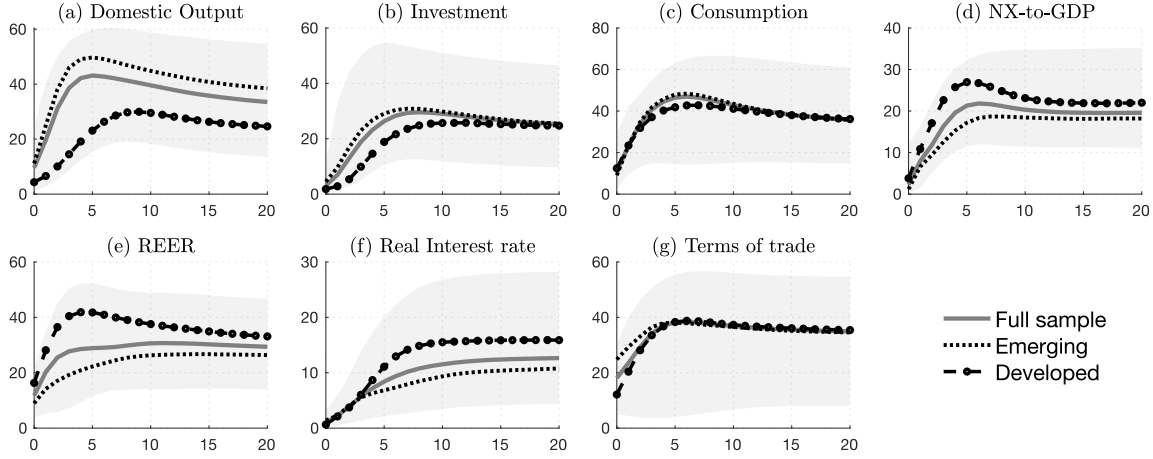 (a) Domestic Output
60
40
20
0
0 5 10 15 20
(b) Investment
60
40
20
0
0 5 10 15 20
(c) Consumption
80
60
40
20
0
0 5 10 15 20
(d) NX-to-GDP
40
30
20
10
0
0 5 10 15 20
(e) REER
60
40
20
0
0 5 10 15 20
(f) Real Interest rate
30
20
10
0
0 5 10 15 20
(g) Terms of trade
60
40
20
0
0 5 10 15 20
Full sample
Emerging
Developed